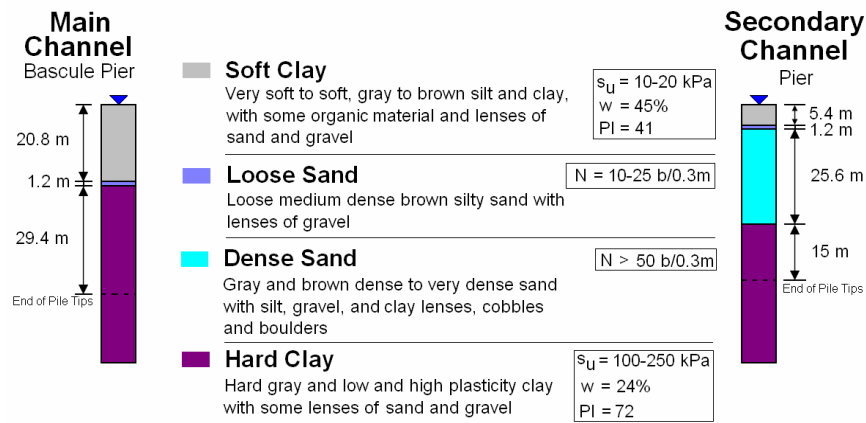 Main
Channel
Bascule Pier
20.8 m
1.2 m
29.4 m
End of Pile Tips
Soft Clay
Very soft to soft, gray to brown silt and clay,
with some organic material and lenses of
sand and gravel
su = 10-20 kPa
w = 45%
PI = 41
Loose Sand
N = 10-25 b/0.3m
Loose medium dense brown silty sand with
lenses of gravel
Dense Sand
N > 50 b/0.3m
Gray and brown dense to very dense sand
with silt, gravel, and clay lenses, cobbles
and boulders
Hard Clay
Hard gray and low and high plasticity clay
with some lenses of sand and gravel
su = 100-250 kPa
w = 24%
PI = 72
Secondary
Channel
Pier
5.4 m
1.2 m
25.6 m
15 m
End of Pile Tips